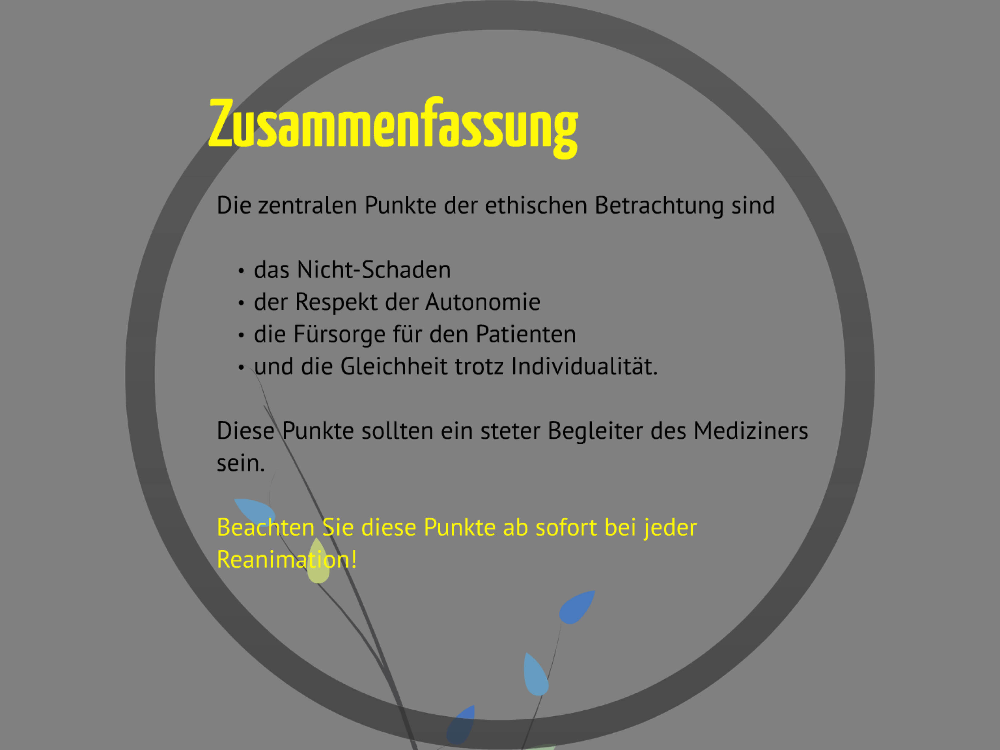 Zusammenfassung
Die zentralen Punkte der ethischen Betrachtung sind
• das Nicht-Schaden
• der Respekt der Autonomie
• die Fürsorge für den Patienten
• und die Gleichheit trotz Individualität.
Diese Punkte sollten ein steter Begleiter des Mediziners
sein.
Beachten Sie diese Punkte ab sofort bei jeder
Reanimation!